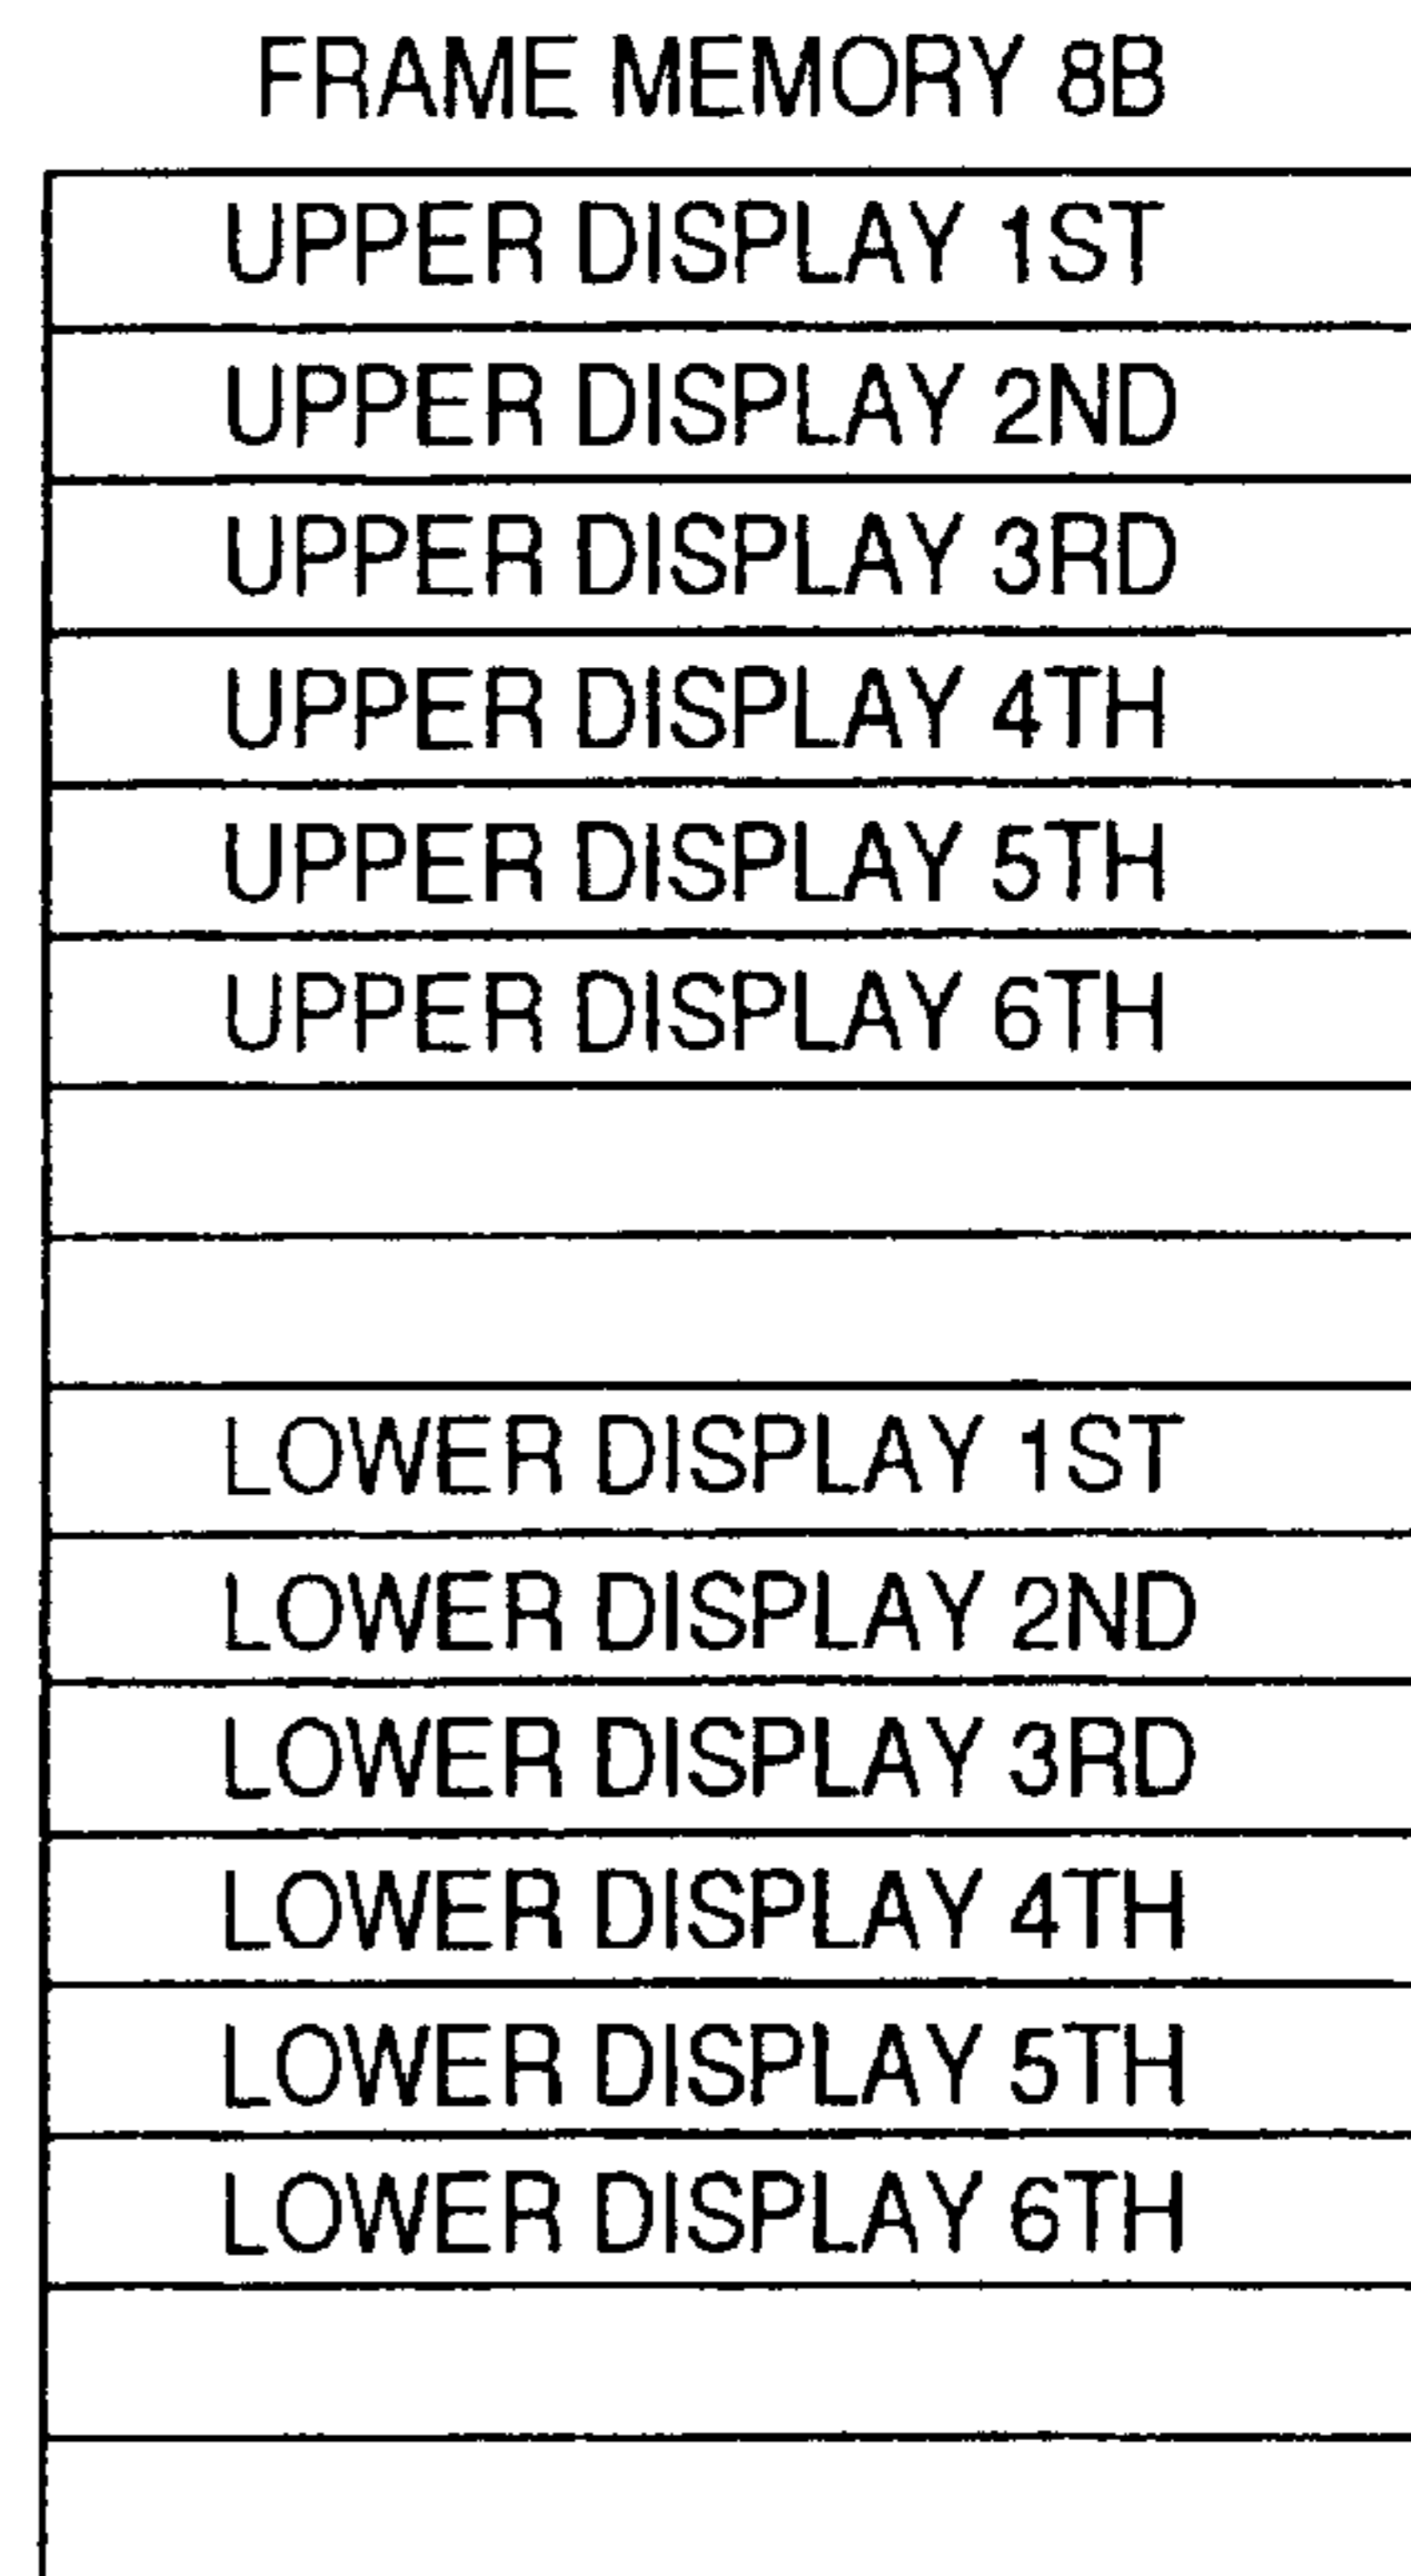 FRAME MEMORY 8B
UPPER DISPLAY 1ST
UPPER DISPLAY 2ND
UPPER DISPLAY 3RD
UPPER DISPLAY 4TH
UPPER DISPLAY 5TH
UPPER DISPLAY 6TH
LOWER DISPLAY 1ST
LOWER DISPLAY 2ND
LOWER DISPLAY 3RD
LOWER DISPLAY 4TH
LOWER DISPLAY 5TH
LOWER DISPLAY 6TH